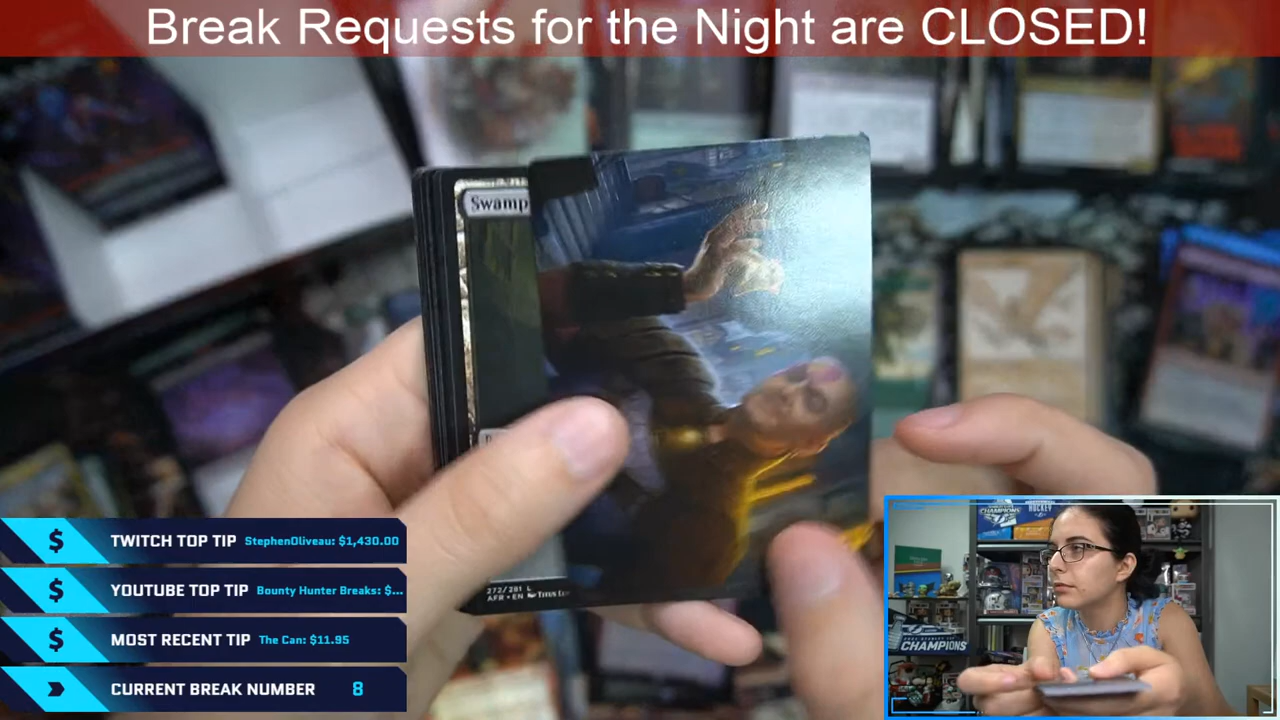 Break Requests for the Night are CLOSED!
Swamp
272/281 L
AFR • EN
CHAMPIONS
HOCKEY
CHAMPIONS
TWITCH TOP TIP StephenOliveau: $1,430.00
YOUTUBE TOP TIP Bounty Hunter Breaks: $...
MOST RECENT TIP The Can: $11.95
CURRENT BREAK NUMBER 8